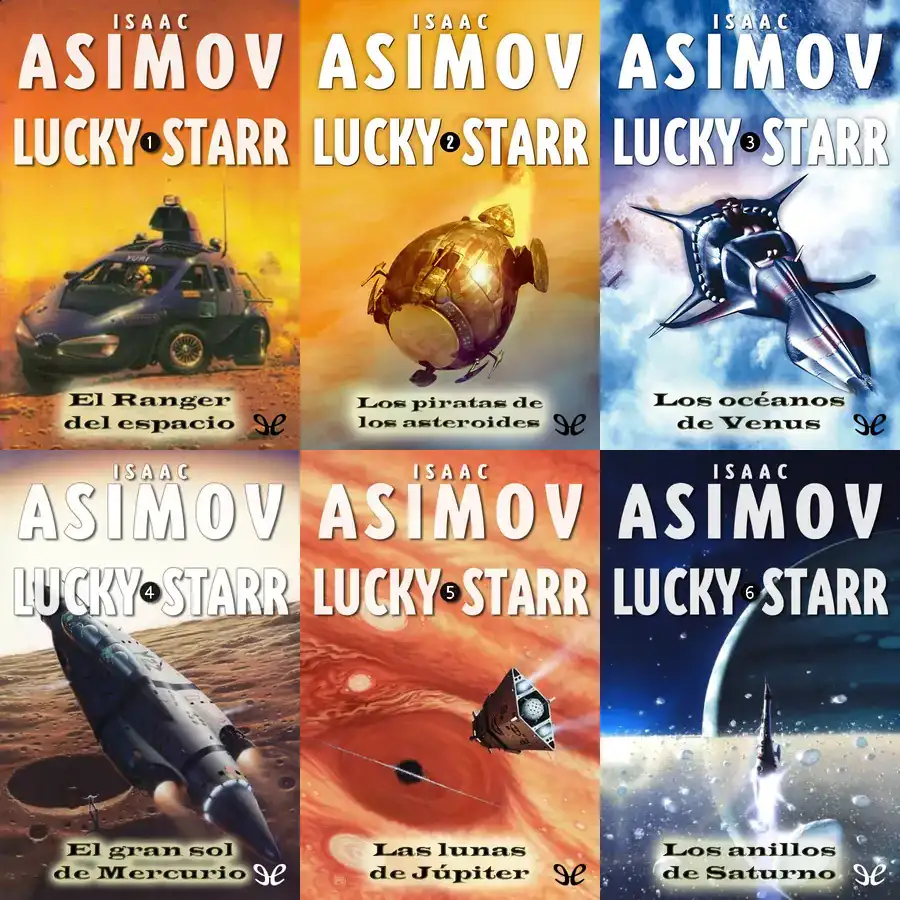 ISAAC
ASIMOV
LUCKY 1 STARR
YURI
El Ranger
del espacio
ISAAC
ASIMOV
LUCKY 2 STARR
Los piratas de
los asteroides
ISAAC
ASIMOV
LUCKY 3 STARR
Los océanos
de Venus
ISAAC
ASIMOV
LUCKY 4 STARR
El gran sol
de Mercurio
ISAAC
ASIMOV
LUCKY 5 STARR
Las lunas
de Júpiter
ISAAC
ASIMOV
LUCKY 6 STARR
Los anillos
de Saturno